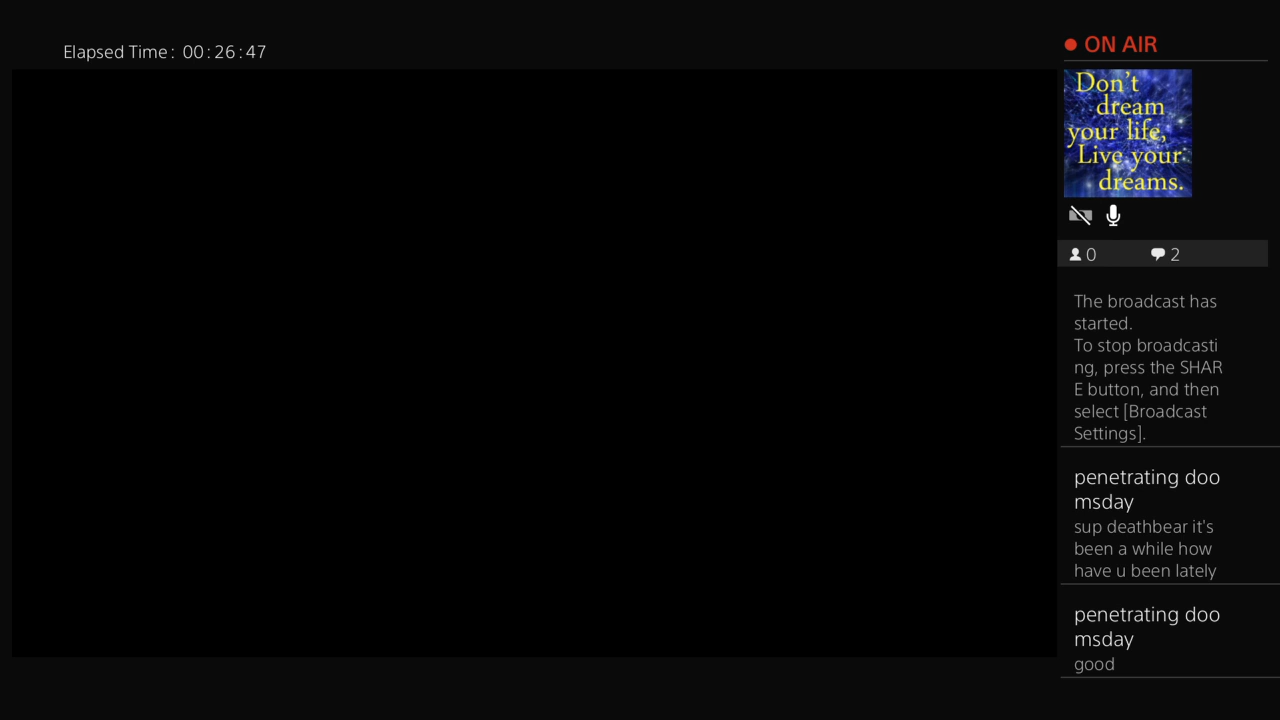 Elapsed Time: 00:26:47
ON AIR
Don't
dream
your life,
Live your
dreams.
0
2
The broadcast has
started.
To stop broadcasti
ng, press the SHAR
E button, and then
select [Broadcast
Settings].
penetrating doo
msday
sup deathbear it's
been a while how
have u been lately
penetrating doo
msday
good